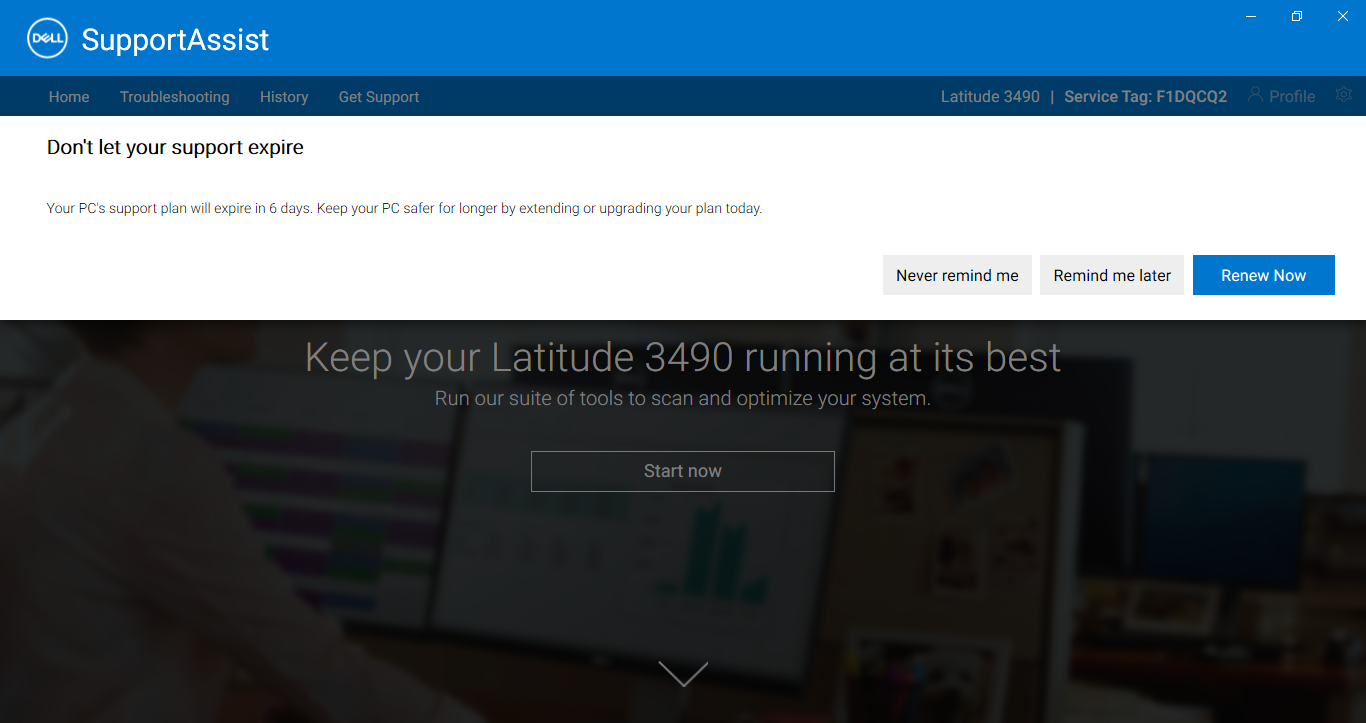 DELL SupportAssist
Home Troubleshooting History Get Support Latitude 3490 | Service Tag: F1DQCQ2 Profile
Don't let your support expire
Your PC's support plan will expire in 6 days. Keep your PC safer for longer by extending or upgrading your plan today.
Never remind me Remind me later Renew Now
Keep your Latitude 3490 running at its best
Run our suite of tools to scan and optimize your system.
Start now